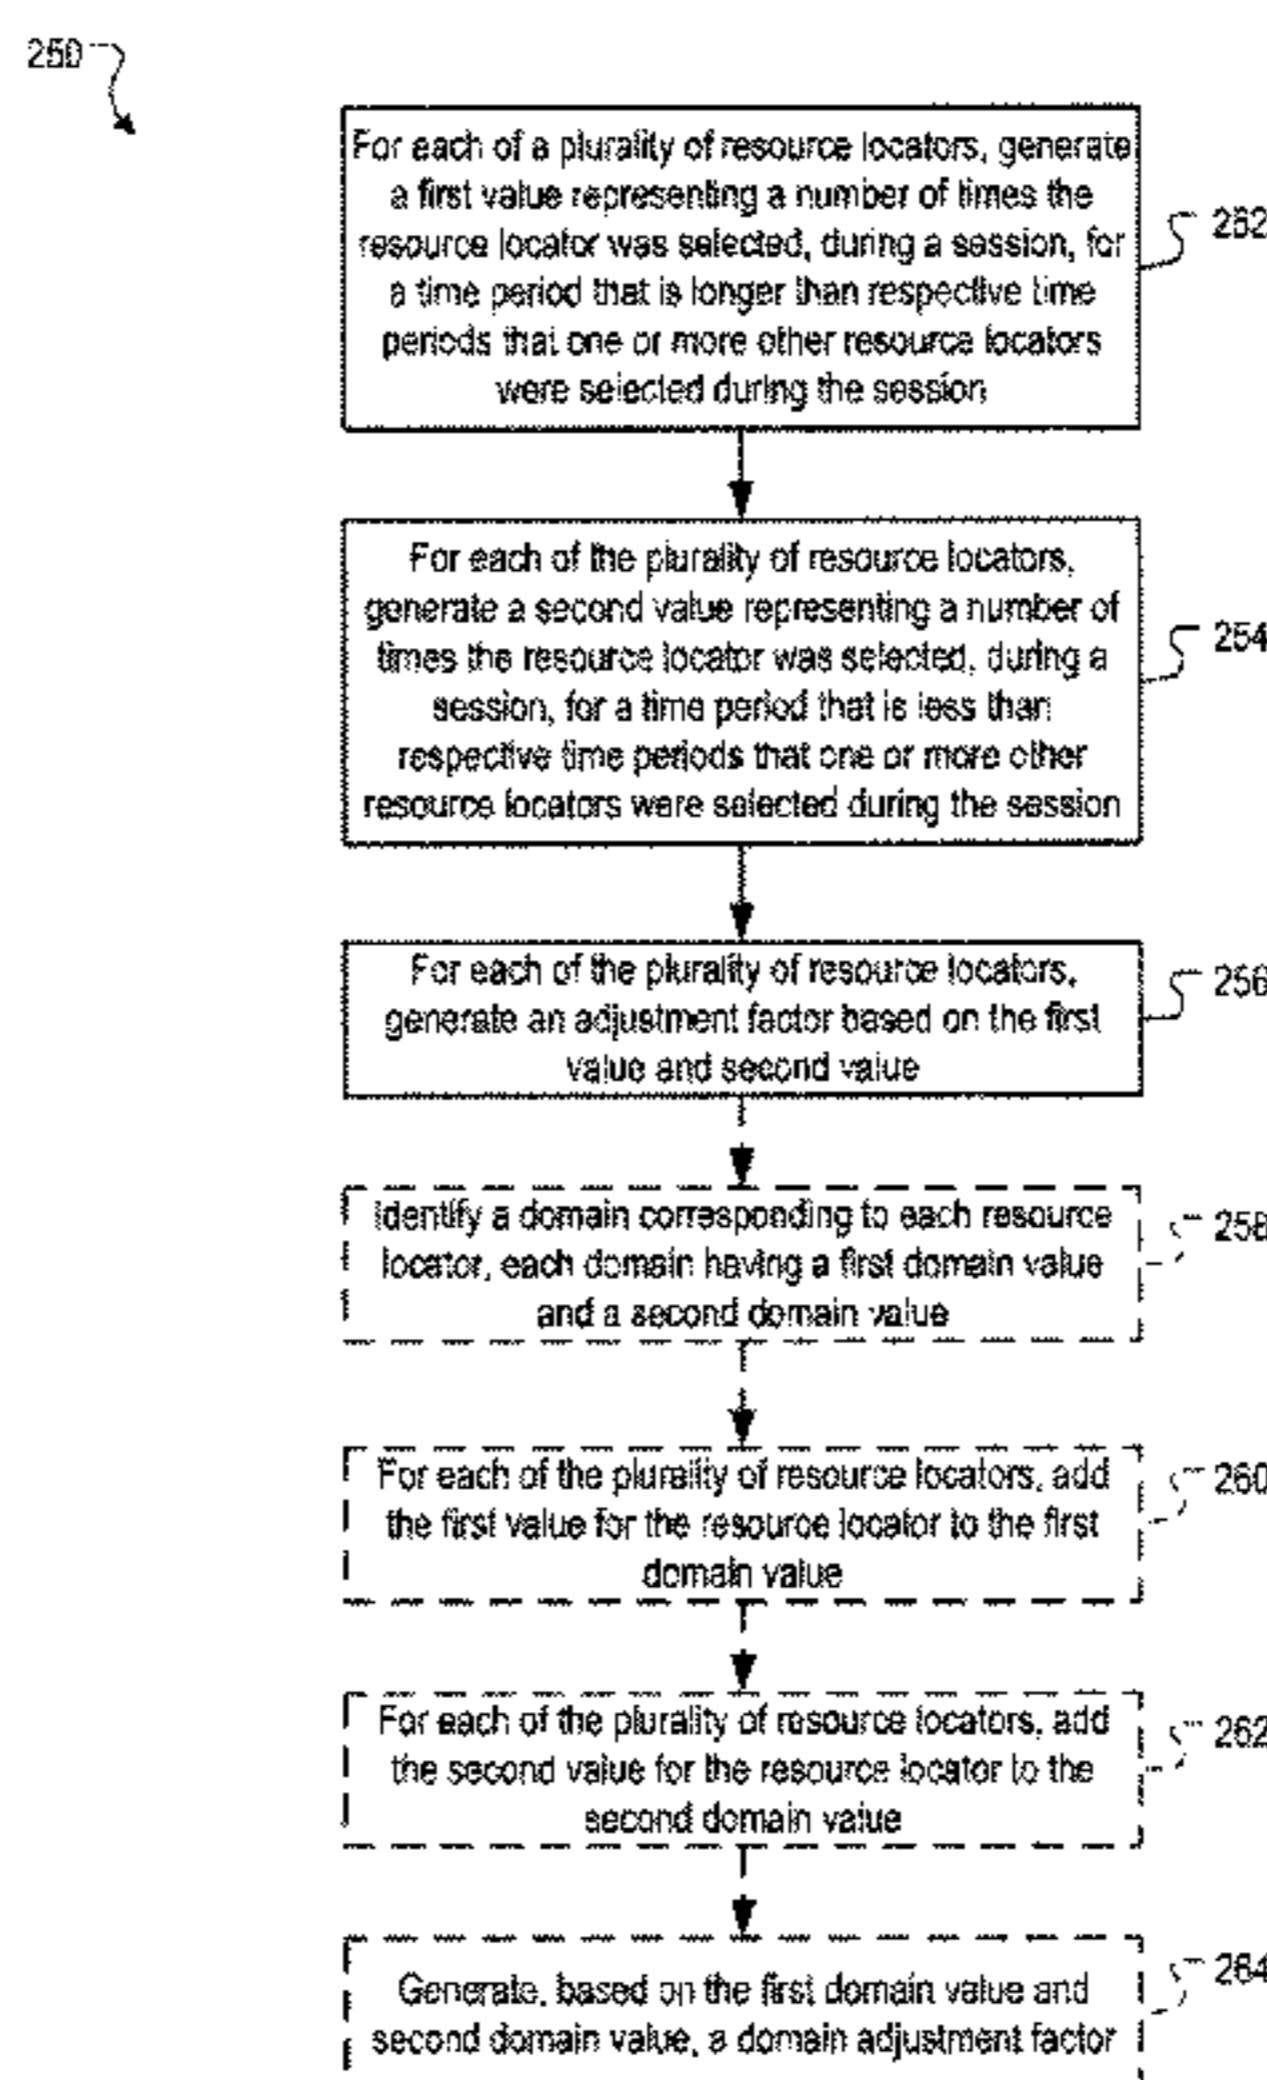 250
For each of a plurality of resource locators, generate
a first value representing a number of times the
resource locator was selected, during a session, for
a time period that is longer than respective time
periods that one or more other resource locators
were selected during the session
252
For each of the plurality of resource locators,
generate a second value representing a number of
times the resource locator was selected, during a
session, for a time period that is less than
respective time periods that one or more other
resource locators were selected during the session
254
For each of the plurality of resource locators,
generate an adjustment factor based on the first
value and second value
256
Identify a domain corresponding to each resource
locator, each domain having a first domain value
and a second domain value
258
For each of the plurality of resource locators, add
the first value for the resource locator to the first
domain value
260
For each of the plurality of resource locators, add
the second value for the resource locator to the
second domain value
262
Generate, based on the first domain value and
second domain value, a domain adjustment factor
264